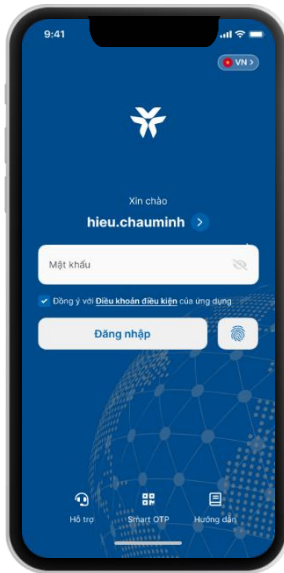 9:41
VN >
Xin chào
hieu.chauminh >
Mật khẩu
Đồng ý với Điều khoản điều kiện của ứng dụng
Đăng nhập
Hỗ trợ Smart OTP Hướng dẫn